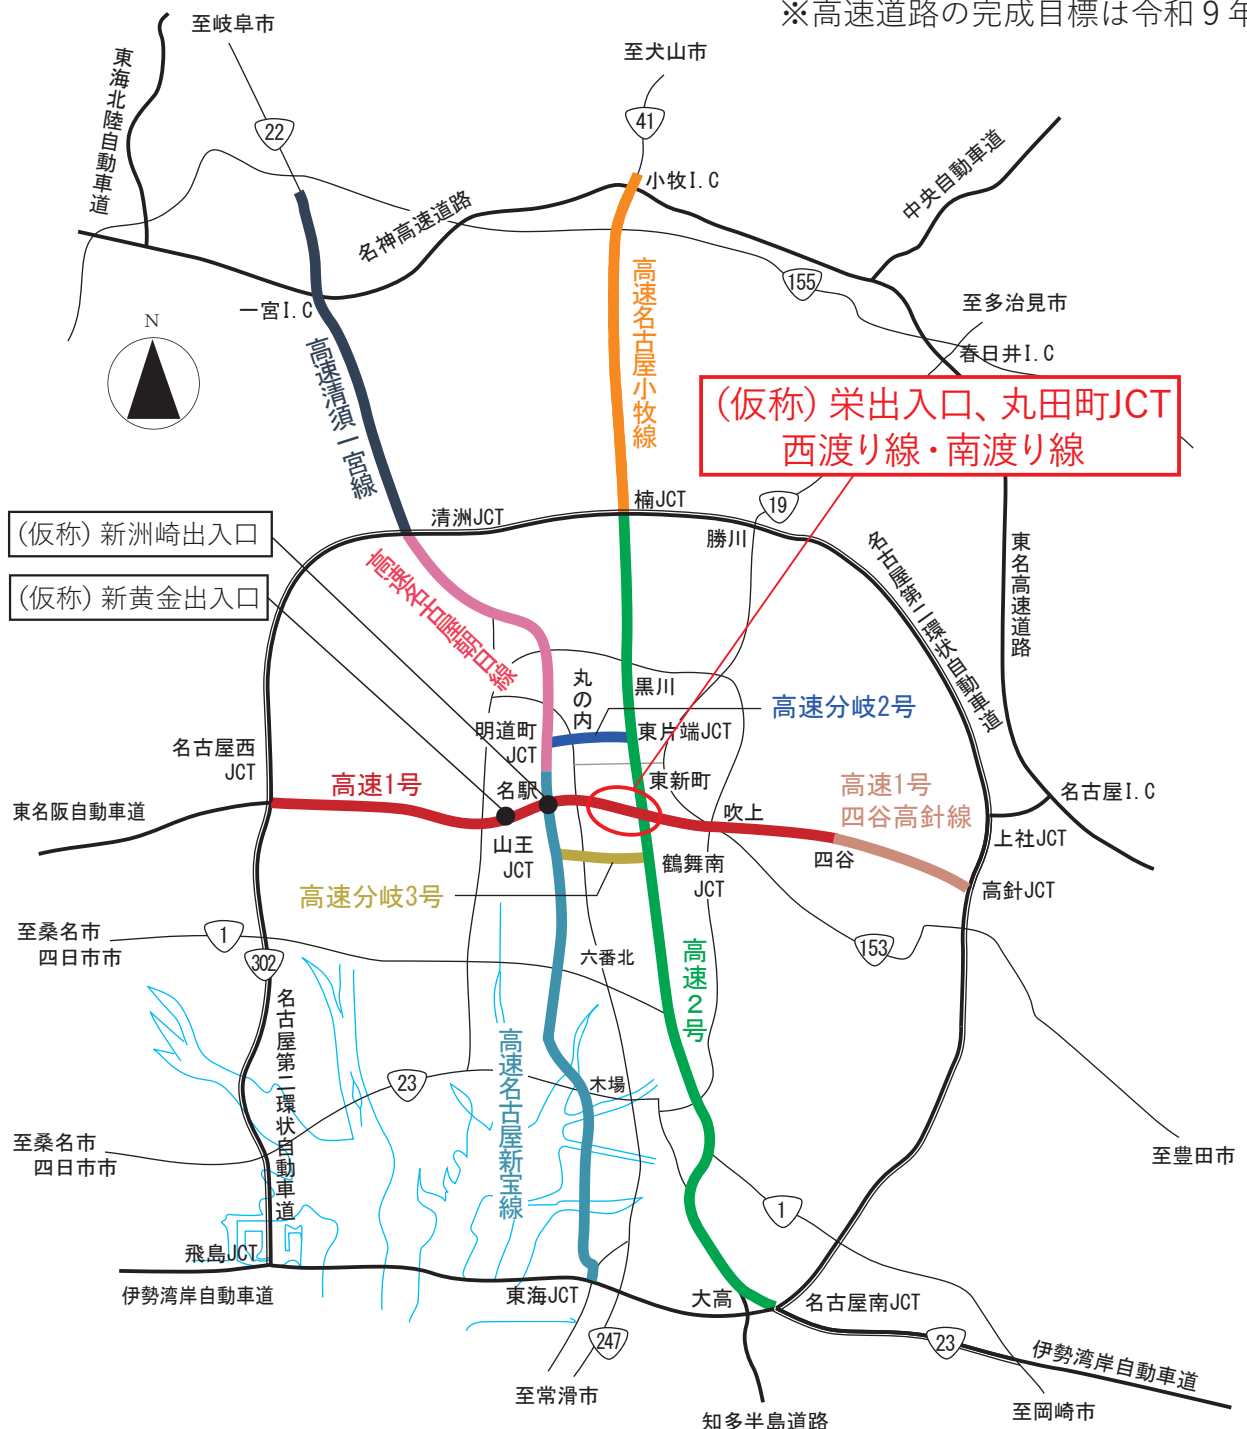 ※高速道路の完成目標は令和9年
至岐阜市
至犬山市
東海北陸自動車道
22
41
小牧I.C
中央自動車道
名神高速道路
155
至多治見市
一宮I.C
春日井I.C
N
高速名古屋小牧線
高速清須一宮線
(仮称)栄出入口、丸田町JCT
西渡り線・南渡り線
楠JCT
19
清洲JCT
勝川
(仮称)新洲崎出入口
(仮称)新黄金出入口
高速名古屋朝日線
名古屋第二環状自動車道
東名高速道路
丸の内
黒川
高速分岐2号
明道町
JCT
東片端JCT
名古屋西
JCT
高速1号
名駅
東新町
高速1号
四谷高針線
名古屋I.C
東名阪自動車道
吹上
上社JCT
山王
JCT
四谷
鶴舞南
JCT
高針JCT
高速分岐3号
至桑名市
四日市市
1
302
六番北
153
高速2号
名古屋第二環状自動車道
高速名古屋新宝線
23
木場
至桑名市
四日市市
至豊田市
1
飛島JCT
伊勢湾岸自動車道
東海JCT
大高
名古屋南JCT
247
23
伊勢湾岸自動車道
至常滑市
知多半島道路
至岡崎市